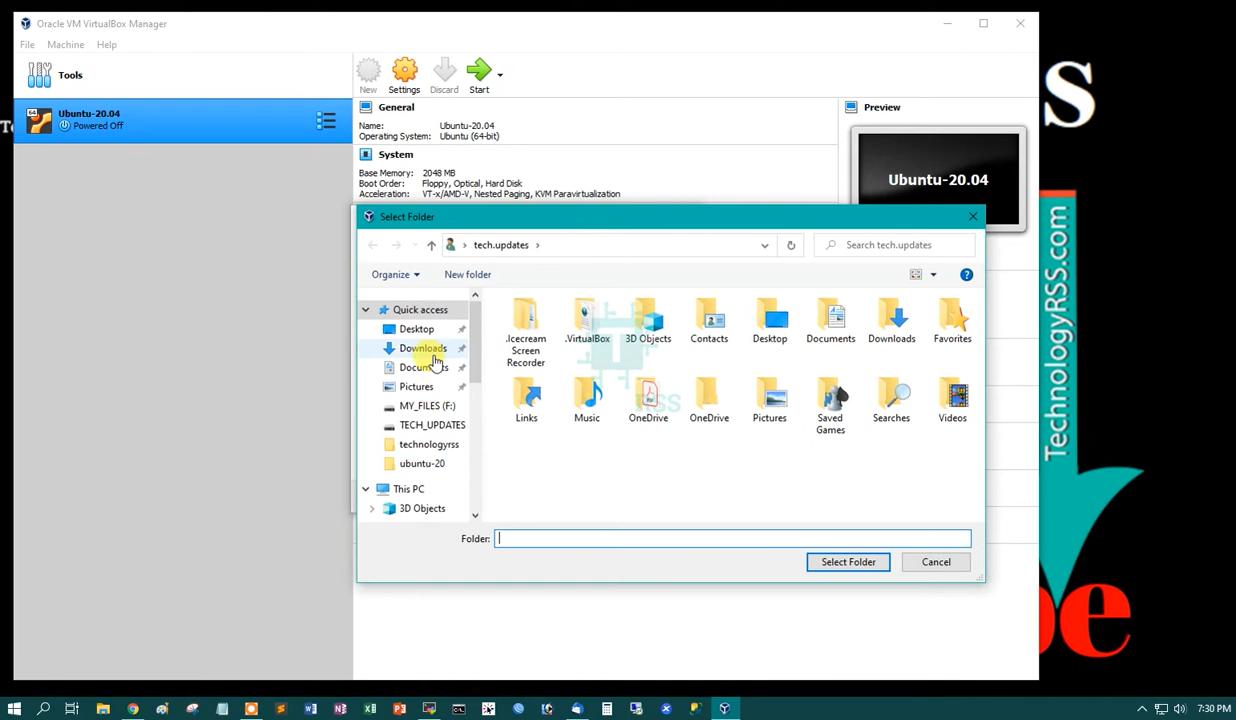 Oracle VM VirtualBox Manager
File Machine Help
Tools
New Settings Discard Start
64
Ubuntu-20.04
Powered Off
General
Name: Ubuntu-20.04
Operating System: Ubuntu (64-bit)
System
Base Memory: 2048 MB
Boot Order: Floppy, Optical, Hard Disk
Acceleration: VT-x/AMD-V, Nested Paging, KVM Paravirtualization
Preview
Ubuntu-20.04
Select Folder
tech.updates
Search tech.updates
Organize New folder
Quick access
Desktop
Downloads
Documents
Pictures
MY_FILES (F:)
TECH_UPDATES
technologyrss
ubuntu-20
This PC
3D Objects
.Icecream Screen Recorder
.VirtualBox
3D Objects
Contacts
Desktop
Documents
Downloads
Favorites
Links
Music
OneDrive
OneDrive
Pictures
Saved Games
Searches
Videos
RSS
Folder:
Select Folder Cancel
S
TechnologyRSS.com
be
7:30 PM